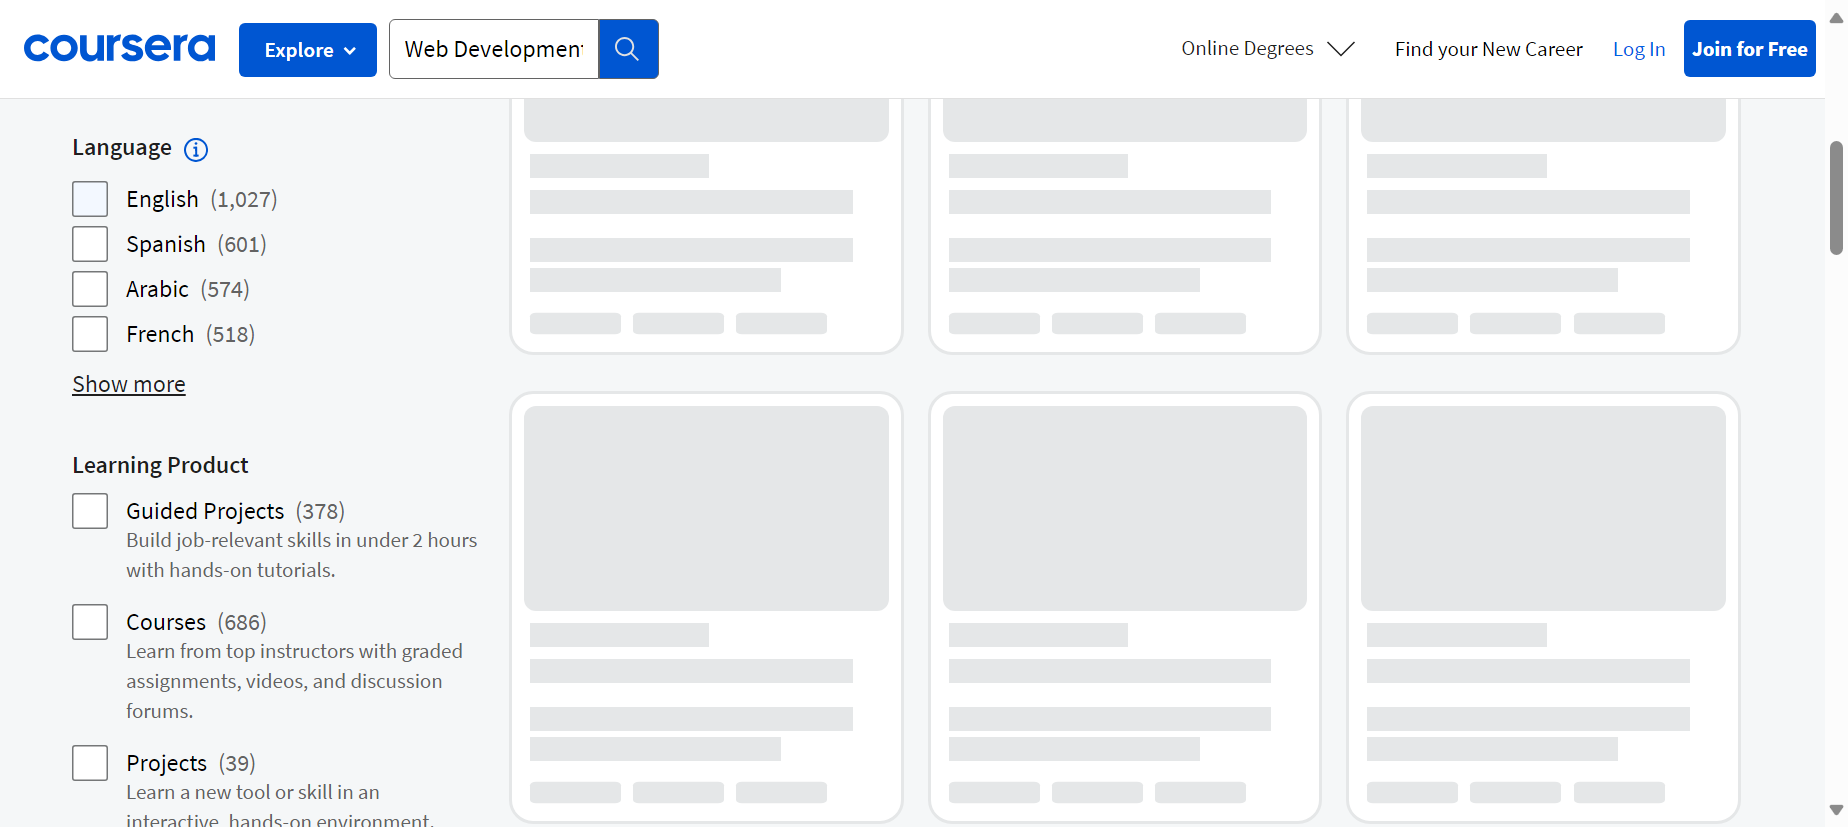 coursera
Explore
Web Development
Online Degrees
Find your New Career
Log In
Join for Free
Language
English (1,027)
Spanish (601)
Arabic (574)
French (518)
Show more
Learning Product
Guided Projects (378)
Build job-relevant skills in under 2 hours
with hands-on tutorials.
Courses (686)
Learn from top instructors with graded
assignments, videos, and discussion
forums.
Projects (39)
Learn a new tool or skill in an
interactive, hands-on environment.